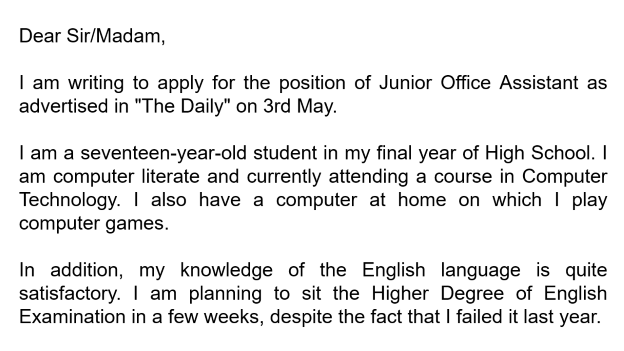 Dear Sir/Madam,
I am writing to apply for the position of Junior Office Assistant as
advertised in "The Daily" on 3rd May.
I am a seventeen-year-old student in my final year of High School. I
am computer literate and currently attending a course in Computer
Technology. I also have a computer at home on which I play
computer games.
In addition, my knowledge of the English language is quite
satisfactory. I am planning to sit the Higher Degree of English
Examination in a few weeks, despite the fact that I failed it last year.